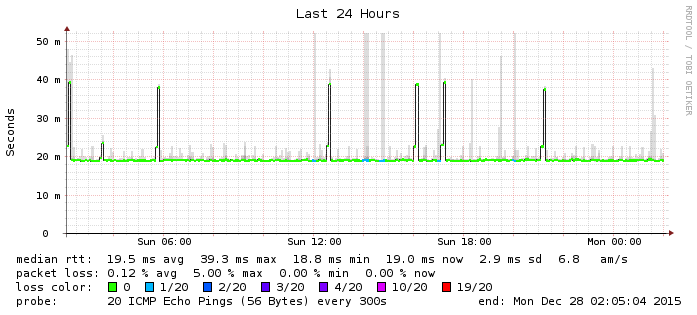 Last 24 Hours
RRDTOOL / TOBI OETIKER
Seconds
50 m
40 m
30 m
20 m
10 m
0
Sun 06:00 Sun 12:00 Sun 18:00 Mon 00:00
median rtt: 19.5 ms avg 39.3 ms max 18.8 ms min 19.0 ms now 2.9 ms sd 6.8 am/s
packet loss: 0.12 % avg 5.00 % max 0.00 % min 0.00 % now
loss color: 0 1/20 2/20 3/20 4/20 10/20 19/20
probe: 20 ICMP Echo Pings (56 Bytes) every 300s end: Mon Dec 28 02:05:04 2015